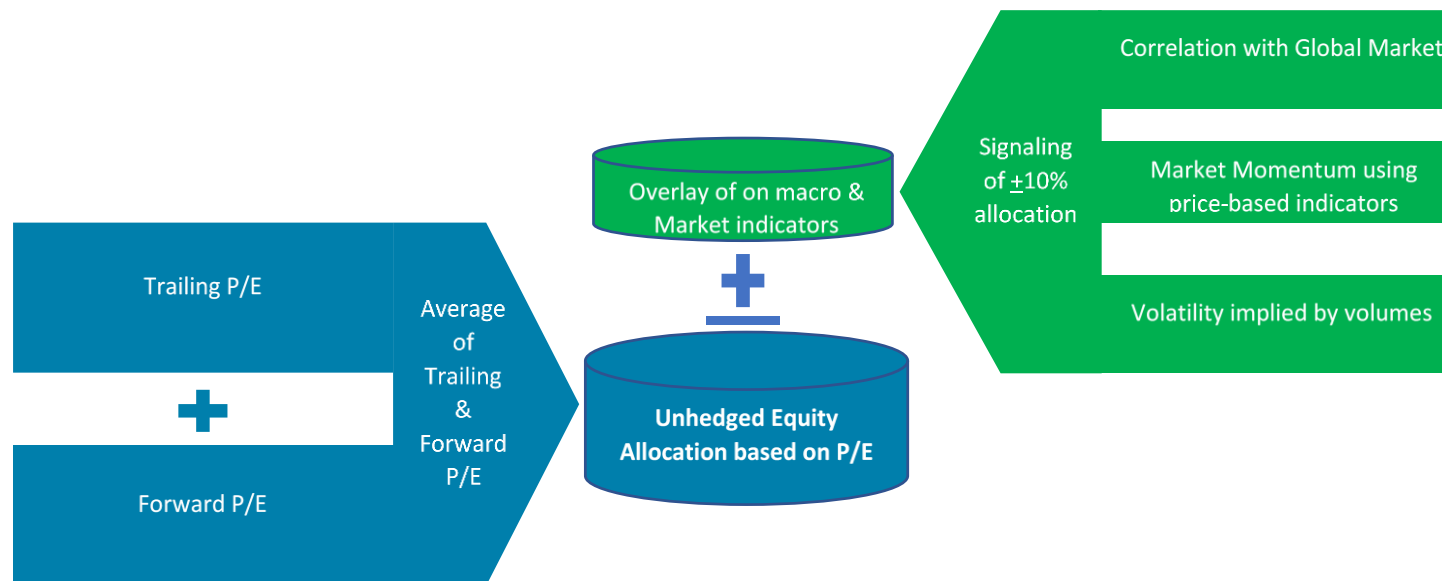 Trailing P/E
Forward P/E
Average
of
Trailing
&
Forward
P/E
Overlay of on macro &
Market indicators
Unhedged Equity
Allocation based on P/E
Signaling
of +10%
allocation
Correlation with Global Market
Market Momentum using
price-based indicators
Volatility implied by volumes